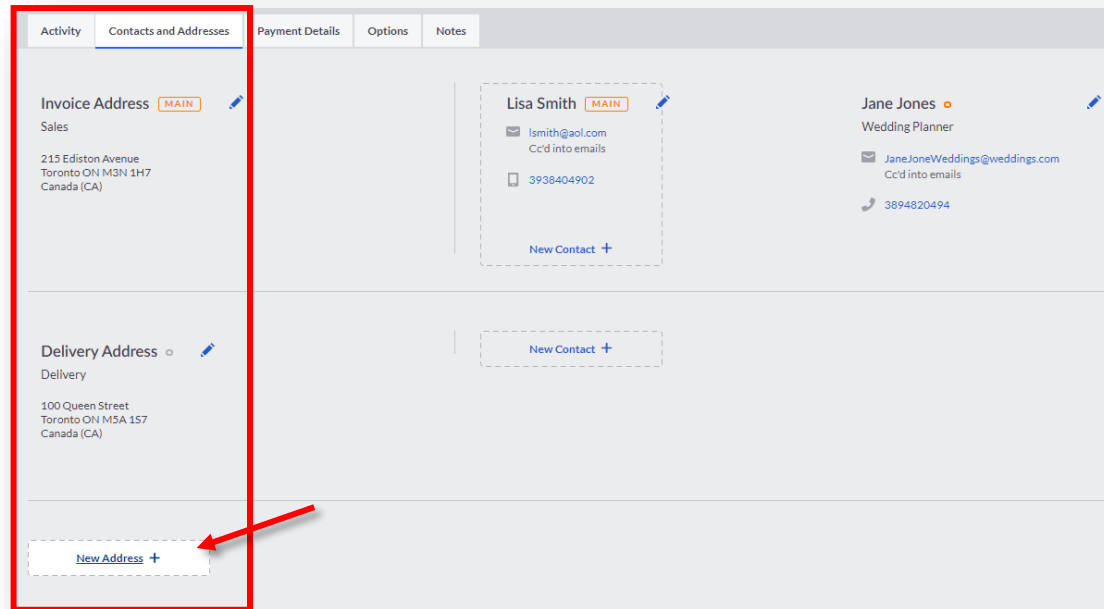 Activity
Contacts and Addresses
Payment Details
Options
Notes
Invoice Address MAIN
Sales
215 Ediston Avenue
Toronto ON M3N 1H7
Canada (CA)
Lisa Smith MAIN
lsmith@aol.com
Cc'd into emails
3938404902
New Contact +
Jane Jones
Wedding Planner
JaneJoneWeddings@weddings.com
Cc'd into emails
3894820494
Delivery Address
Delivery
100 Queen Street
Toronto ON M5A 1S7
Canada (CA)
New Contact +
New Address +